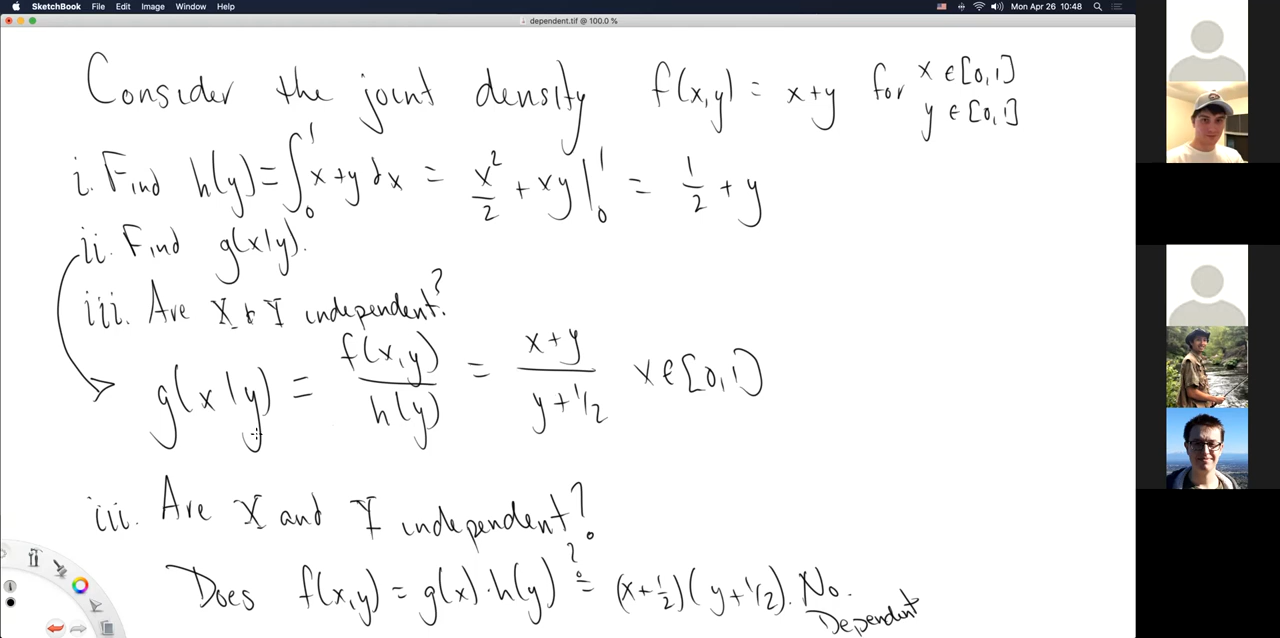 SketchBook File Edit Image Window Help Mon Apr 26 10:48
dependent.tif @ 100.0 %
Consider the joint density f(x,y) = x+y for x ∈ [0,1]
y ∈ [0,1]
i. Find h(y) = ∫₀¹ x+y dx = x²/2 + xy |₀¹ = 1/2 + y
ii. Find g(x|y).
iii. Are X & Y independent?
g(x|y) = f(x,y)/h(y) = (x+y)/(y+1/2) x ∈ [0,1)
iii. Are X and Y independent?
Does f(x,y) = g(x)·h(y) ?= (x+1/2)(y+1/2). No.
Dependent